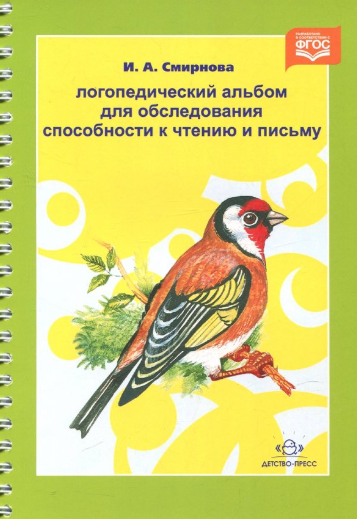 ФГОС
И. А. Смирнова
логопедический альбом
для обследования
способности к чтению и письму
ДЕТСТВО-ПРЕСС